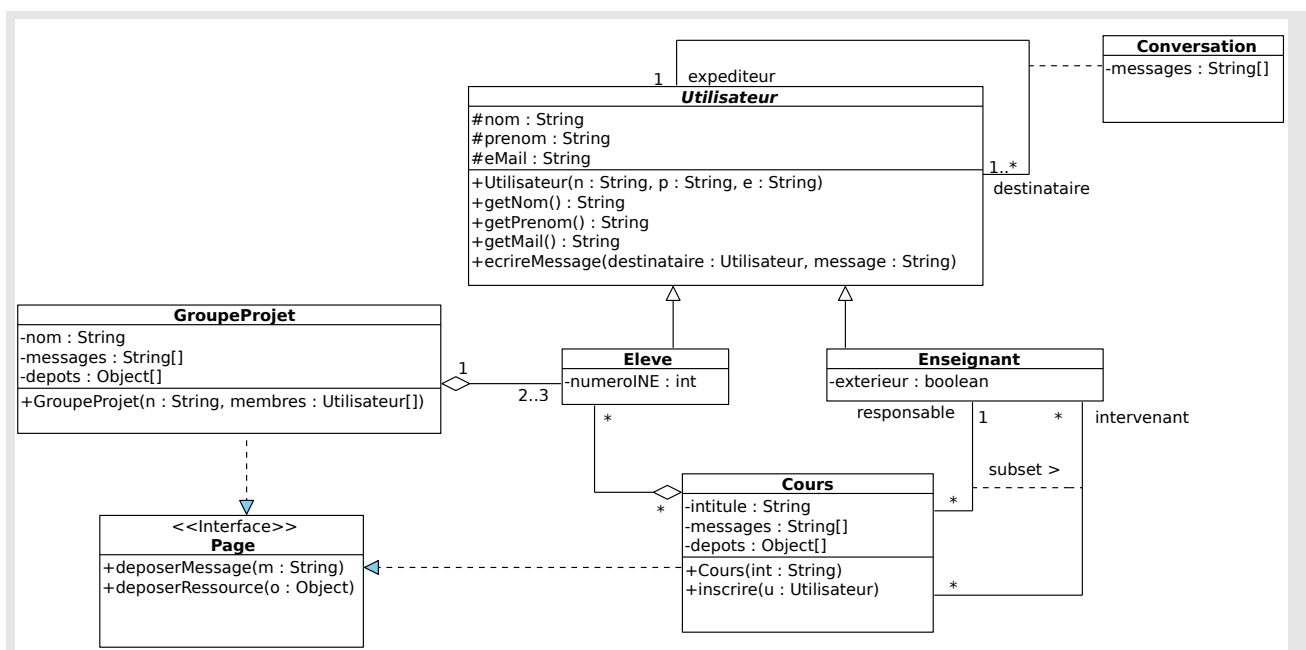 Conversation
-messages : String[]
1 expediteur
Utilisateur
#nom : String
#prenom : String
#eMail : String
+Utilisateur(n : String, p : String, e : String)
+getNom() : String
+getPrenom() : String
+getMail() : String
+ecrireMessage(destinataire : Utilisateur, message : String)
1..*
destinataire
GroupeProjet
-nom : String
-messages : String[]
-depots : Object[]
+GroupeProjet(n : String, membres : Utilisateur[])
1
2..3
Eleve
-numeroINE : int
*
Enseignant
-exterieur : boolean
responsable 1 * intervenant
subset >
Cours
-intitule : String
-messages : String[]
-depots : Object[]
+Cours(int : String)
+inscrire(u : Utilisateur)
*
*
*
<<Interface>>
Page
+deposerMessage(m : String)
+deposerRessource(o : Object)